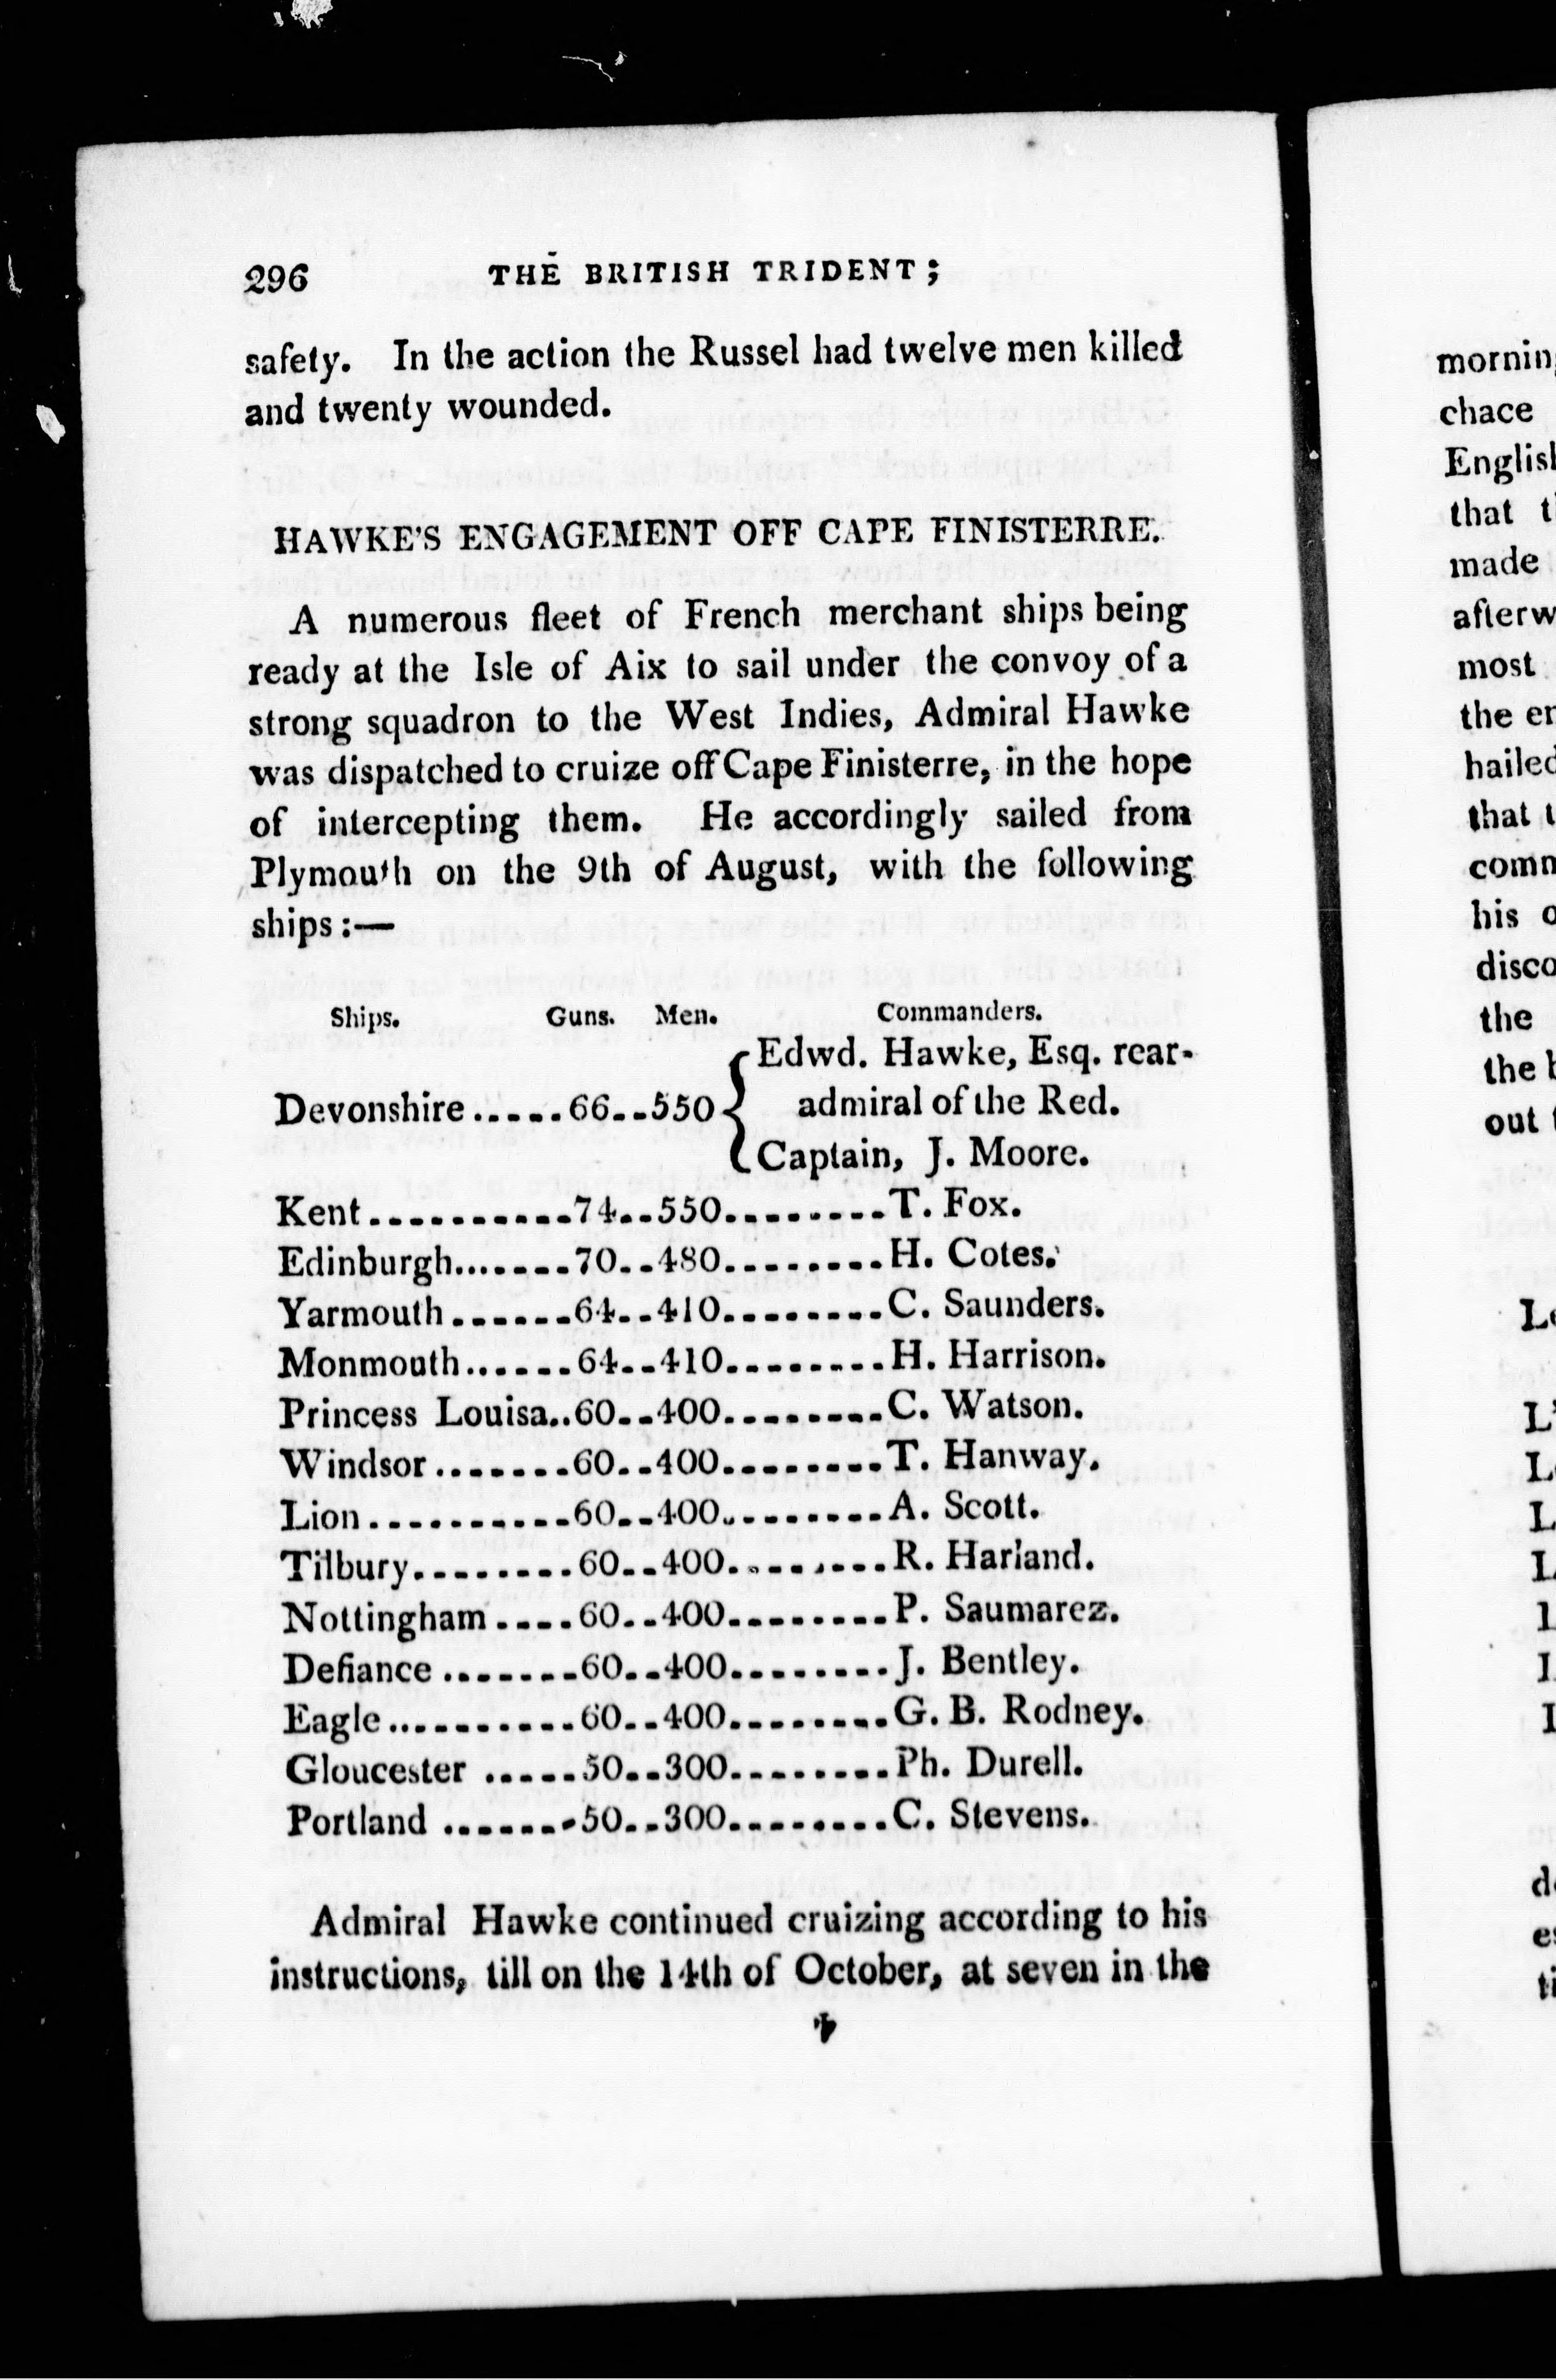 296 THE BRITISH TRIDENT;
safety. In the action the Russel had twelve men killed
and twenty wounded.
HAWKE'S ENGAGEMENT OFF CAPE FINISTERRE.
A numerous fleet of French merchant ships being
ready at the Isle of Aix to sail under the convoy of a
strong squadron to the West Indies, Admiral Hawke
was dispatched to cruize off Cape Finisterre, in the hope
of intercepting them. He accordingly sailed from
Plymouth on the 9th of August, with the following
ships:—
Ships. Guns. Men. Commanders.
Edwd. Hawke, Esq. rear-
Devonshire.....66..550 { admiral of the Red.
Captain, J. Moore.
Kent...........74..550.........T. Fox.
Edinburgh.......70..480.........H. Cotes.
Yarmouth.......64..410.........C. Saunders.
Monmouth......64..410.........H. Harrison.
Princess Louisa..60..400.........C. Watson.
Windsor.......60..400.........T. Hanway.
Lion...........60..400.........A. Scott.
Tilbury.........60..400.........R. Harland.
Nottingham....60..400.........P. Saumarez.
Defiance.......60..400.........J. Bentley.
Eagle...........60..400.........G. B. Rodney.
Gloucester.....50..300.........Ph. Durell.
Portland.......50..300.........C. Stevens.
Admiral Hawke continued cruizing according to his
instructions, till on the 14th of October, at seven in the
mornin
chace
Englis
that t
made
afterw
most
the en
hailed
that t
comm
his o
disco
the
the b
out t